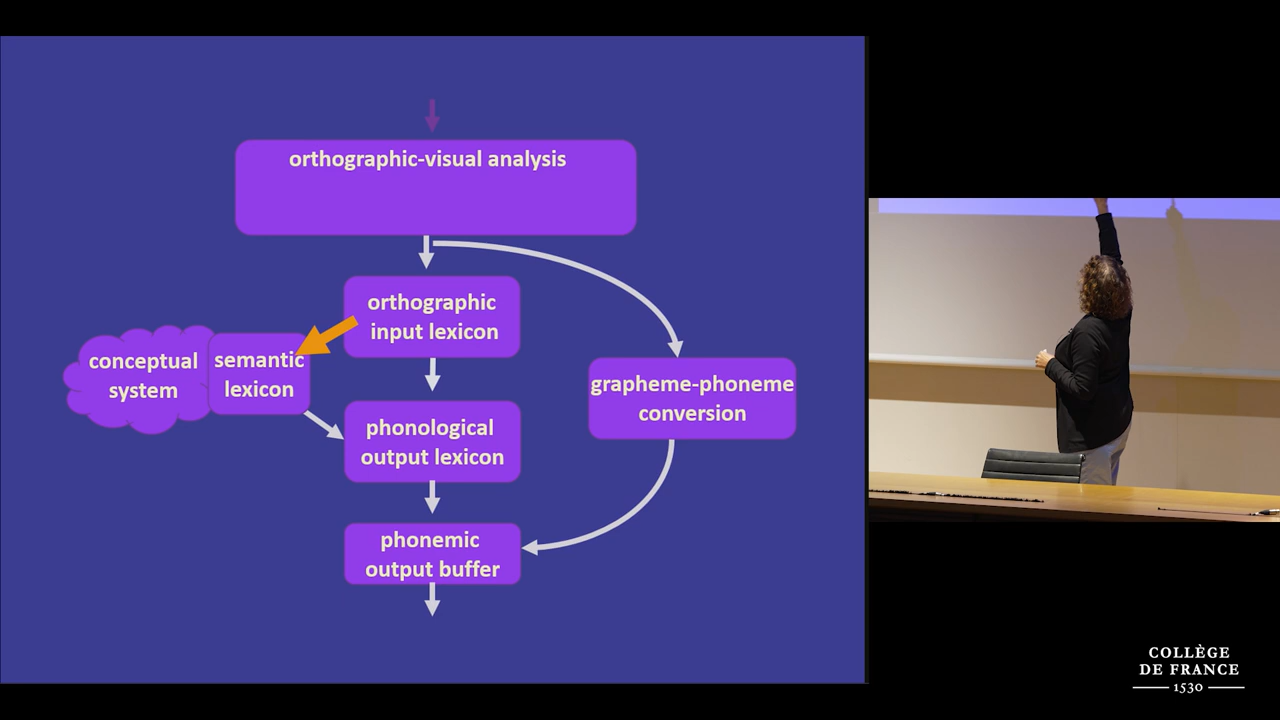 orthographic-visual analysis
orthographic
input lexicon
conceptual
system
semantic
lexicon
grapheme-phoneme
conversion
phonological
output lexicon
phonemic
output buffer
COLLÈGE
DE FRANCE
1530